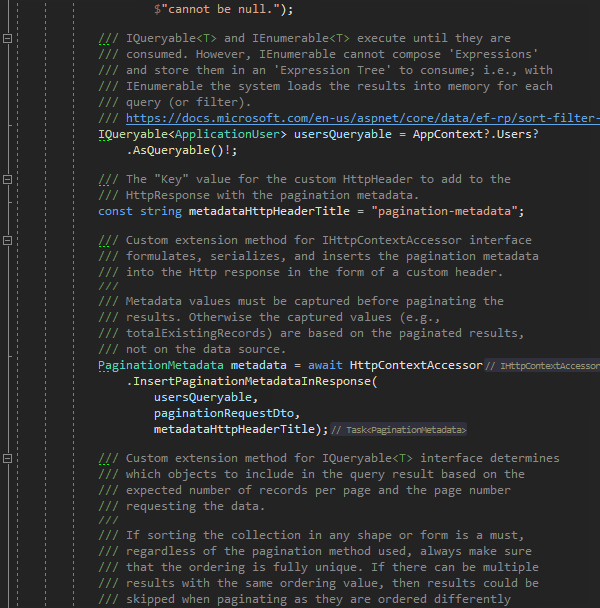 $"cannot be null.");
/// IQueryable<T> and IEnumerable<T> execute until they are
/// consumed. However, IEnumerable cannot compose 'Expressions'
/// and store them in an 'Expression Tree' to consume; i.e., with
/// IEnumerable the system loads the results into memory for each
/// query (or filter).
/// https://docs.microsoft.com/en-us/aspnet/core/data/ef-rp/sort-filter-
IQueryable<ApplicationUser> usersQueryable = AppContext?.Users?
.AsQueryable()!;
/// The "Key" value for the custom HttpHeader to add to the
/// HttpResponse with the pagination metadata.
const string metadataHttpHeaderTitle = "pagination-metadata";
/// Custom extension method for IHttpContextAccessor interface
/// formulates, serializes, and inserts the pagination metadata
/// into the Http response in the form of a custom header.
///
/// Metadata values must be captured before paginating the
/// results. Otherwise the captured values (e.g.,
/// totalExistingRecords) are based on the paginated results,
/// not on the data source.
PaginationMetadata metadata = await HttpContextAccessor // IHttpContextAccessor
.InsertPaginationMetadataInResponse(
usersQueryable,
paginationRequestDto,
metadataHttpHeaderTitle); // Task<PaginationMetadata>
/// Custom extension method for IQueryable<T> interface determines
/// which objects to include in the query result based on the
/// expected number of records per page and the page number
/// requesting the data.
///
/// If sorting the collection in any shape or form is a must,
/// regardless of the pagination method used, always make sure
/// that the ordering is fully unique. If there can be multiple
/// results with the same ordering value, then results could be
/// skipped when paginating as they are ordered differently